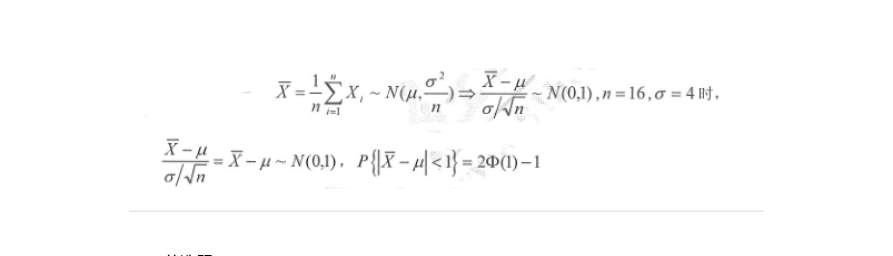 X̄ = 1/n ∑_{i=1}^{n} X_i ~ N(μ, σ²/n) ⇒ (X̄ − μ)/(σ/√n) ~ N(0,1), n = 16, σ = 4 时,
(X̄ − μ)/(σ/√n) = X̄ − μ ~ N(0,1), P{|X̄ − μ| < 1} = 2Φ(1) − 1